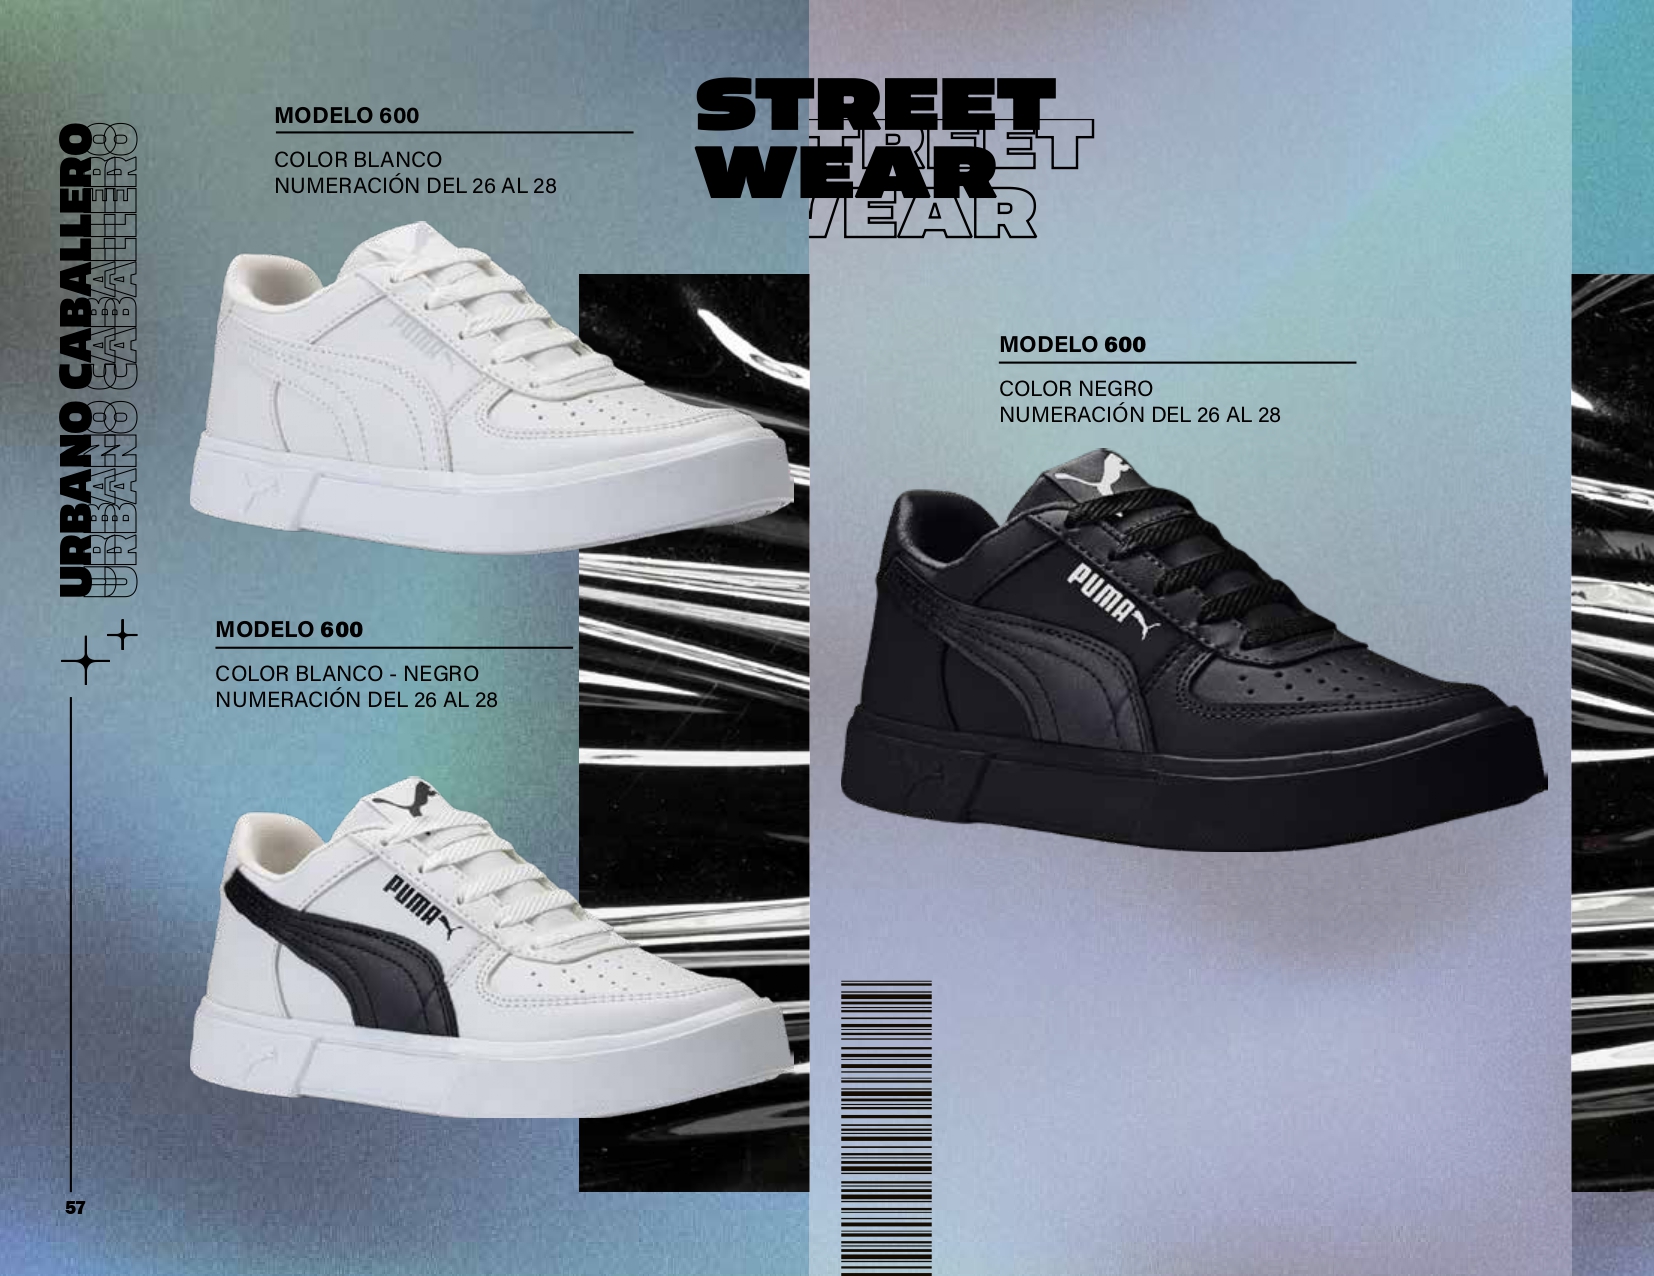 URBANO CABALLERO
URBANO CABALLERO
URBANO CABALLERO
STREET
WEAR
STREET
WEAR
MODELO 600
COLOR BLANCO
NUMERACIÓN DEL 26 AL 28
PUMA
MODELO 600
COLOR NEGRO
NUMERACIÓN DEL 26 AL 28
PUMA
MODELO 600
COLOR BLANCO - NEGRO
NUMERACIÓN DEL 26 AL 28
PUMA
57